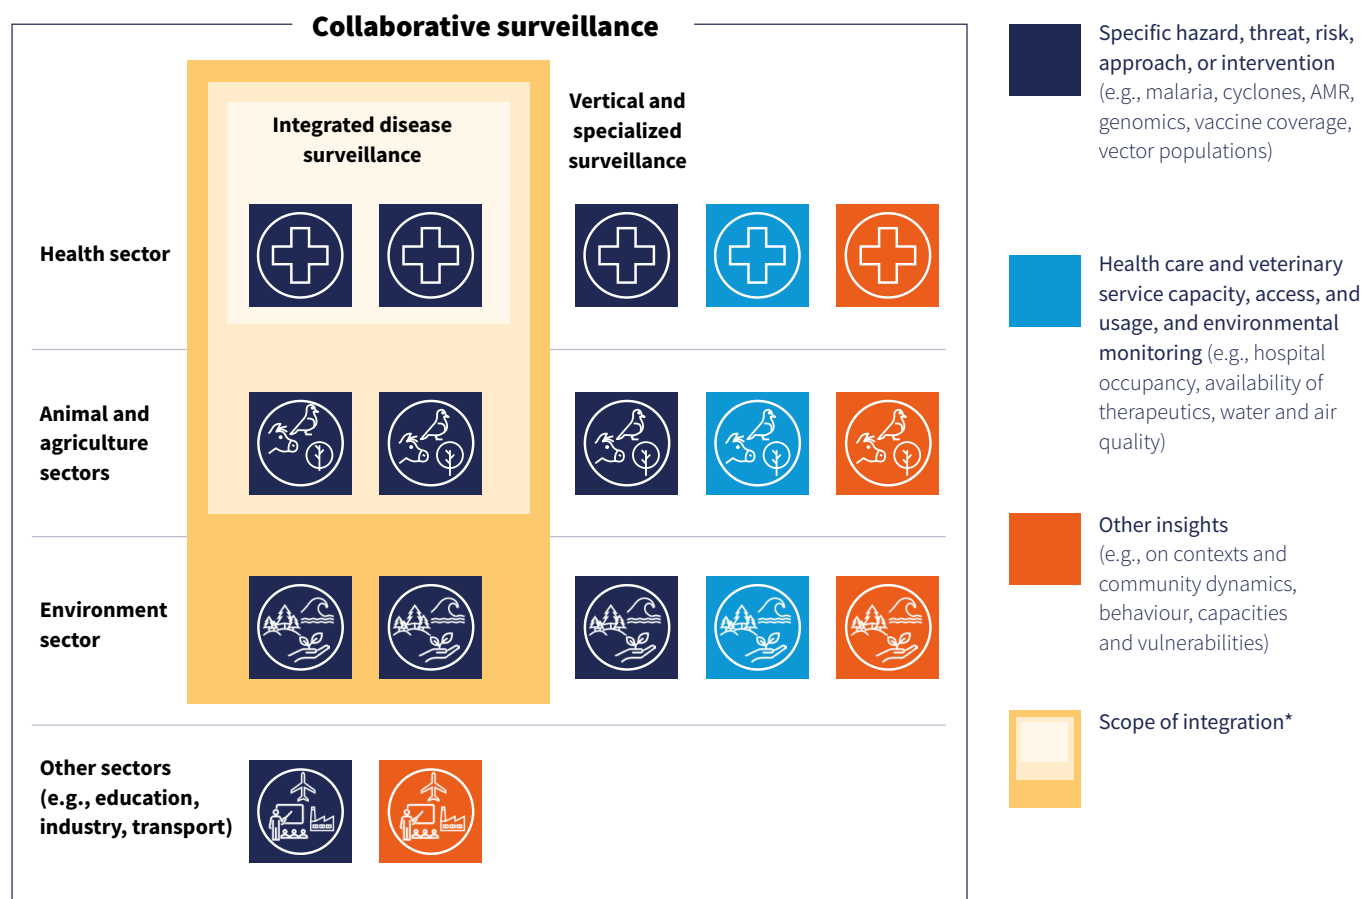 Collaborative surveillance
Integrated disease
surveillance
Vertical and
specialized
surveillance
Health sector
Animal and
agriculture
sectors
Environment
sector
Other sectors
(e.g., education,
industry, transport)
Specific hazard, threat, risk,
approach, or intervention
(e.g., malaria, cyclones, AMR,
genomics, vaccine coverage,
vector populations)
Health care and veterinary
service capacity, access, and
usage, and environmental
monitoring (e.g., hospital
occupancy, availability of
therapeutics, water and air
quality)
Other insights
(e.g., on contexts and
community dynamics,
behaviour, capacities
and vulnerabilities)
Scope of integration*